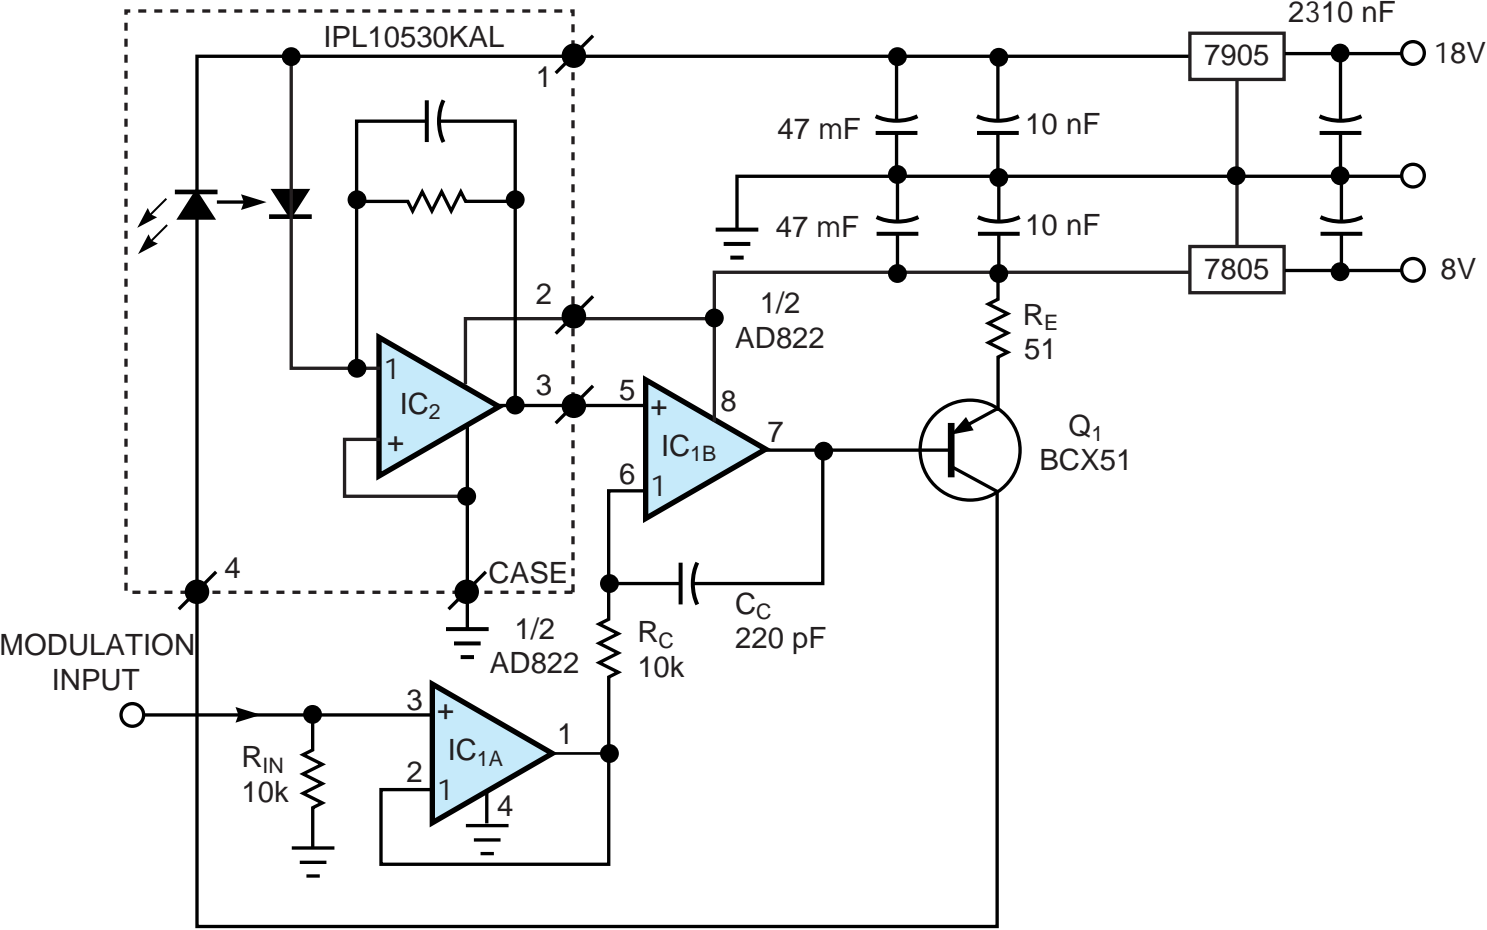 2310 nF
IPL10530KAL
7905
18V
1
47 mF
10 nF
47 mF
10 nF
7805
8V
2
1/2
AD822
RE
51
3
5
8
1
IC2
+
+
IC1B
7
Q1
BCX51
6
1
4
CASE
CC
220 pF
MODULATION
INPUT
1/2
AD822
RC
10k
3
+
1
IC1A
RIN
10k
2
1
4